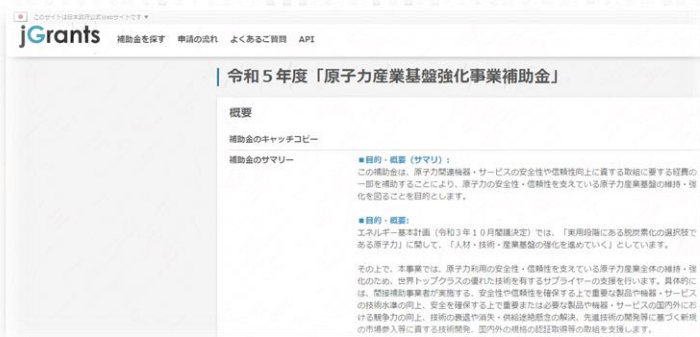 このサイトは日本政府公式Webサイトです ▼
jGrants 補助金を探す 申請の流れ よくあるご質問 API
令和5年度「原子力産業基盤強化事業補助金」
概要
補助金のキャッチコピー
補助金のサマリー ■目的・概要（サマリ）:
この補助金は、原子力関連機器・サービスの安全性や信頼性向上に資する取組に要する経費の
一部を補助することにより、原子力の安全性・信頼性を支えている原子力産業基盤の維持・強
化を図ることを目的とします。
■目的・概要:
エネルギー基本計画（令和３年１０月閣議決定）では、「実用段階にある脱炭素化の選択肢で
ある原子力」に関して、「人材・技術・産業基盤の強化を進めていく」としています。
その上で、本事業では、原子力利用の安全性・信頼性を支えている原子力産業全体の維持・強
化のため、世界トップクラスの優れた技術を有するサプライヤーの支援を行います。具体的に
は、間接補助事業者が実施する、安全性や信頼性を確保する上で重要な製品や機器・サービス
の技術水準の向上、安全を確保する上で重要または必要な製品や機器・サービスの国内外にお
ける競争力の向上、技術の衰退や消失・供給途絶懸念の解決、先進技術の開発等に基づく新規
の市場参入等に資する技術開発、国内外の規格の認証取得等の取組を支援します。